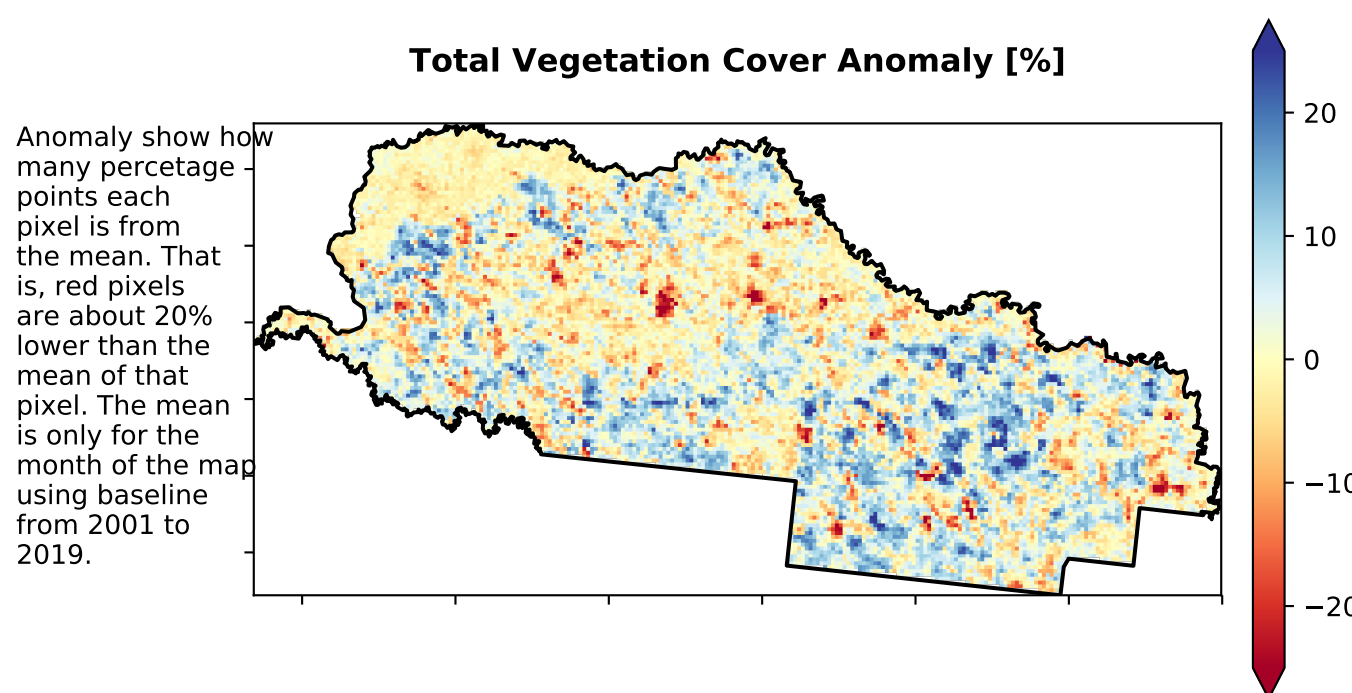 Total Vegetation Cover Anomaly [%]
Anomaly show how
many percetage
points each
pixel is from
the mean. That
is, red pixels
are about 20%
lower than the
mean of that
pixel. The mean
is only for the
month of the map
using baseline
from 2001 to
2019.
20
10
0
−10
−20